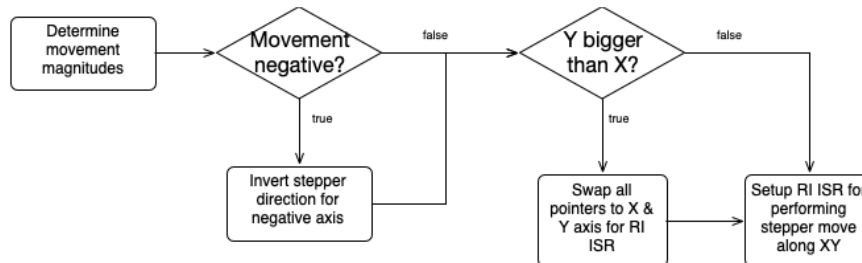 Determine
movement
magnitudes
Movement
negative?
false
true
Invert stepper
direction for
negative axis
Y bigger
than X?
false
true
Swap all
pointers to X &
Y axis for RI
ISR
Setup RI ISR for
performing
stepper move
along XY